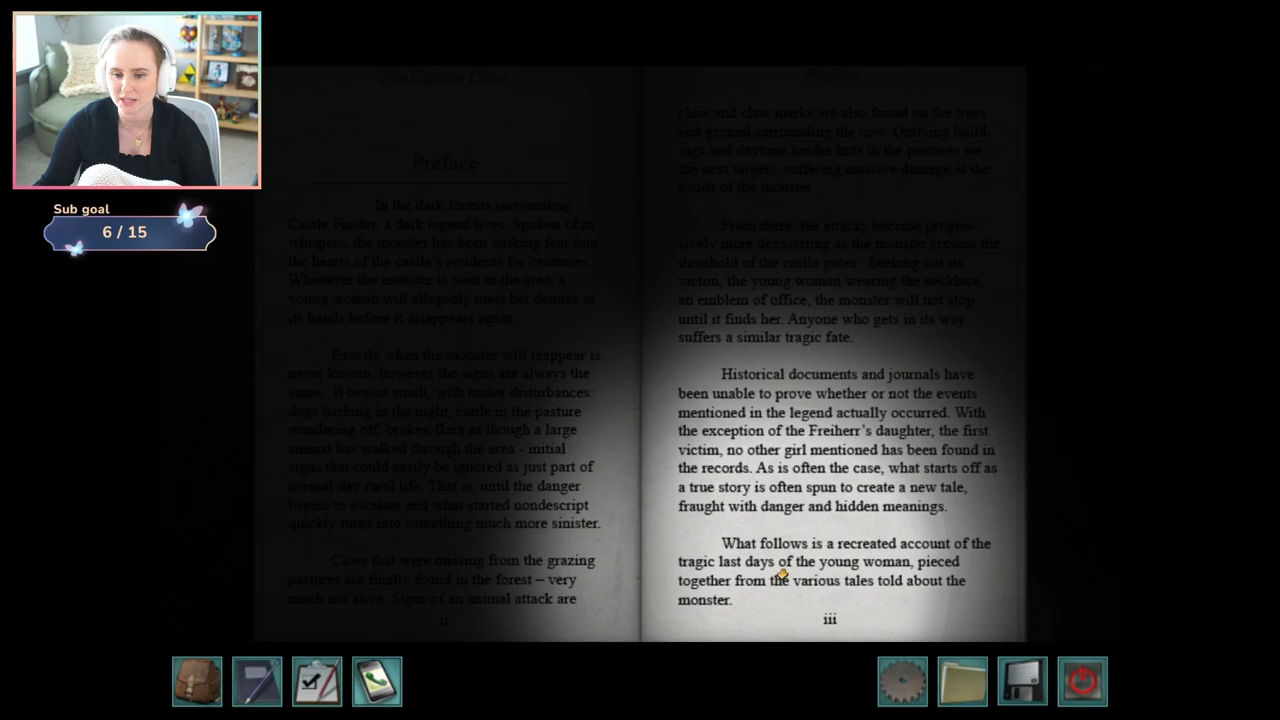 Sub goal
6 / 15
The Captive Curse
Preface
In the dark forests surrounding
Castle Finster, a dark legend lives. Spoken of in
whispers, the monster has been striking fear into
the hearts of the castle's residents for centuries.
Whenever the monster is seen in the area, a
young woman will allegedly meet her demise at
its hands before it disappears again.
Exactly when the monster will reappear is
never known, however the signs are always the
same. It begins small, with minor disturbances:
dogs barking in the night, cattle in the pasture
wandering off, broken flora as though a large
animal has walked through the area - initial
signs that could easily be ignored as just part of
normal day rural life. That is, until the danger
begins to escalate and what started nondescript
quickly turns into something much more sinister.
Cows that were missing from the grazing
pastures are finally found in the forest – very
much not alive. Signs of an animal attack are
ii
clear and claw marks are also found on the trees
and ground surrounding the cow. Outlying build-
ings and daytime herder huts in the pastures are
the next targets, suffering massive damage at the
hands of the monster.
From there, the attacks become progres-
sively more devastating as the monster crosses the
threshold of the castle gates. Seeking out its
victim, the young woman wearing the necklace,
an emblem of office, the monster will not stop
until it finds her. Anyone who gets in its way
suffers a similar tragic fate.
Historical documents and journals have
been unable to prove whether or not the events
mentioned in the legend actually occurred. With
the exception of the Freiherr's daughter, the first
victim, no other girl mentioned has been found in
the records. As is often the case, what starts off as
a true story is often spun to create a new tale,
fraught with danger and hidden meanings.
What follows is a recreated account of the
tragic last days of the young woman, pieced
together from the various tales told about the
monster.
iii